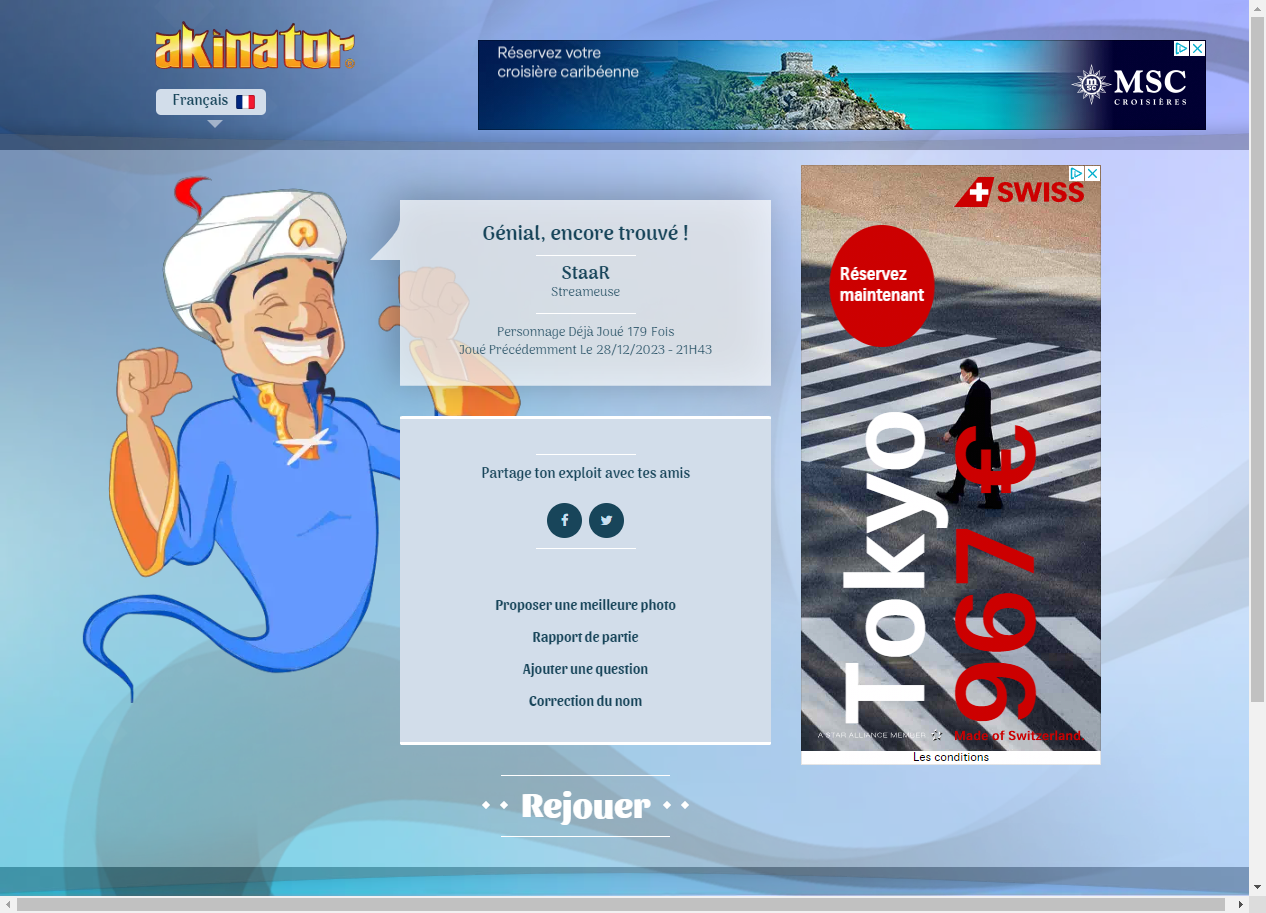 akinator
Français
Réservez votre
croisière caribéenne
MSC
CROISIÈRES
Génial, encore trouvé !
StaaR
Streameuse
Personnage Déjà Joué 179 Fois
Joué Précédemment Le 28/12/2023 - 21H43
Partage ton exploit avec tes amis
Proposer une meilleure photo
Rapport de partie
Ajouter une question
Correction du nom
Rejouer
SWISS
Réservez
maintenant
Tokyo
967 €
A STAR ALLIANCE MEMBER
Made of Switzerland.
Les conditions